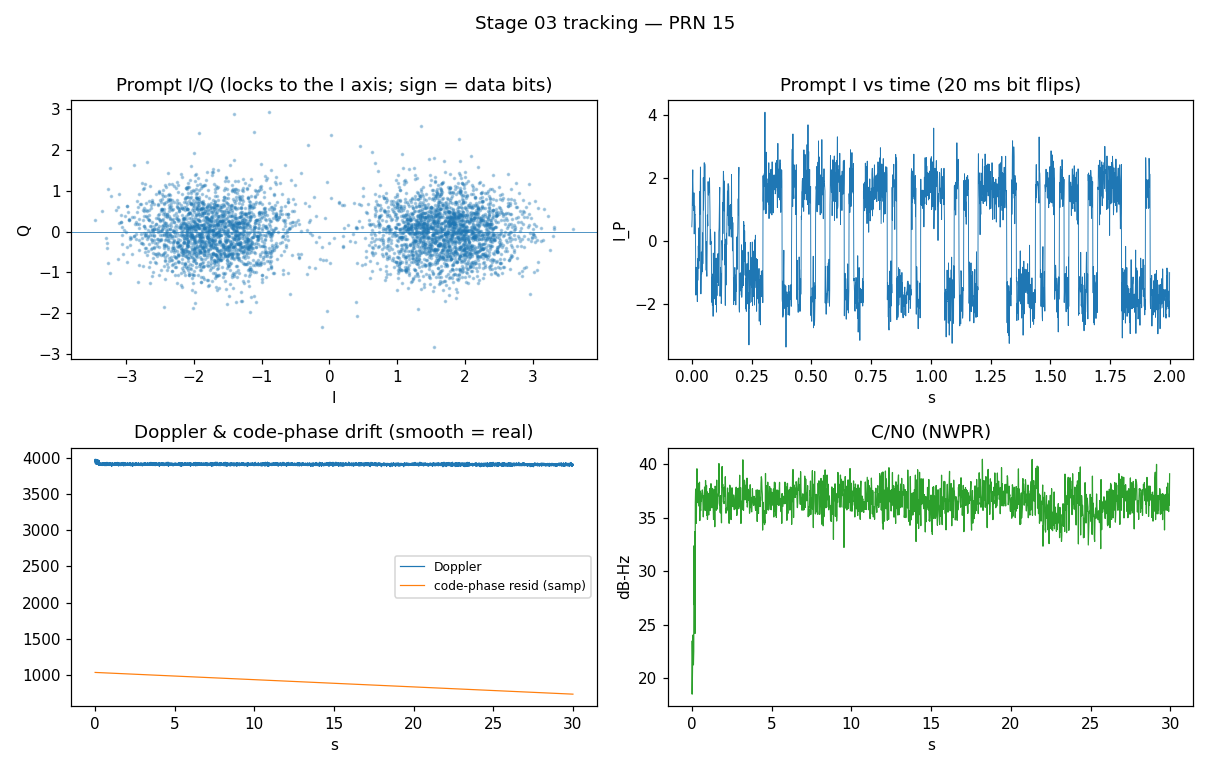 Stage 03 tracking — PRN 15
Prompt I/Q (locks to the I axis; sign = data bits)
3
2
1
0
−1
−2
−3
Q
−3 −2 −1 0 1 2 3
I
Prompt I vs time (20 ms bit flips)
4
2
0
−2
I_P
0.00 0.25 0.50 0.75 1.00 1.25 1.50 1.75 2.00
s
Doppler & code-phase drift (smooth = real)
4000
3500
3000
2500
2000
1500
1000
Doppler
code-phase resid (samp)
0 5 10 15 20 25 30
s
C/N0 (NWPR)
40
35
30
25
20
dB-Hz
0 5 10 15 20 25 30
s